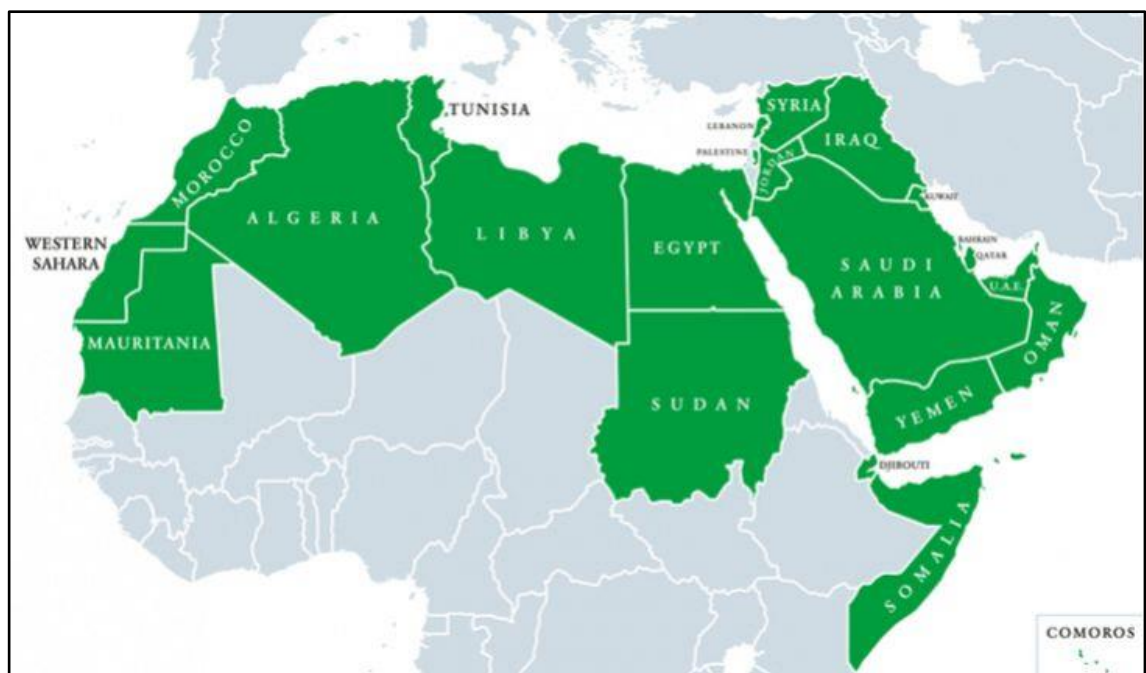 TUNISIA
SYRIA
LEBANON
IRAQ
PALESTINE
JORDAN
MOROCCO
KUWAIT
ALGERIA
LIBYA
EGYPT
WESTERN
SAHARA
BAHRAIN
QATAR
SAUDI
ARABIA
U.A.E.
OMAN
MAURITANIA
SUDAN
YEMEN
DJIBOUTI
SOMALIA
COMOROS